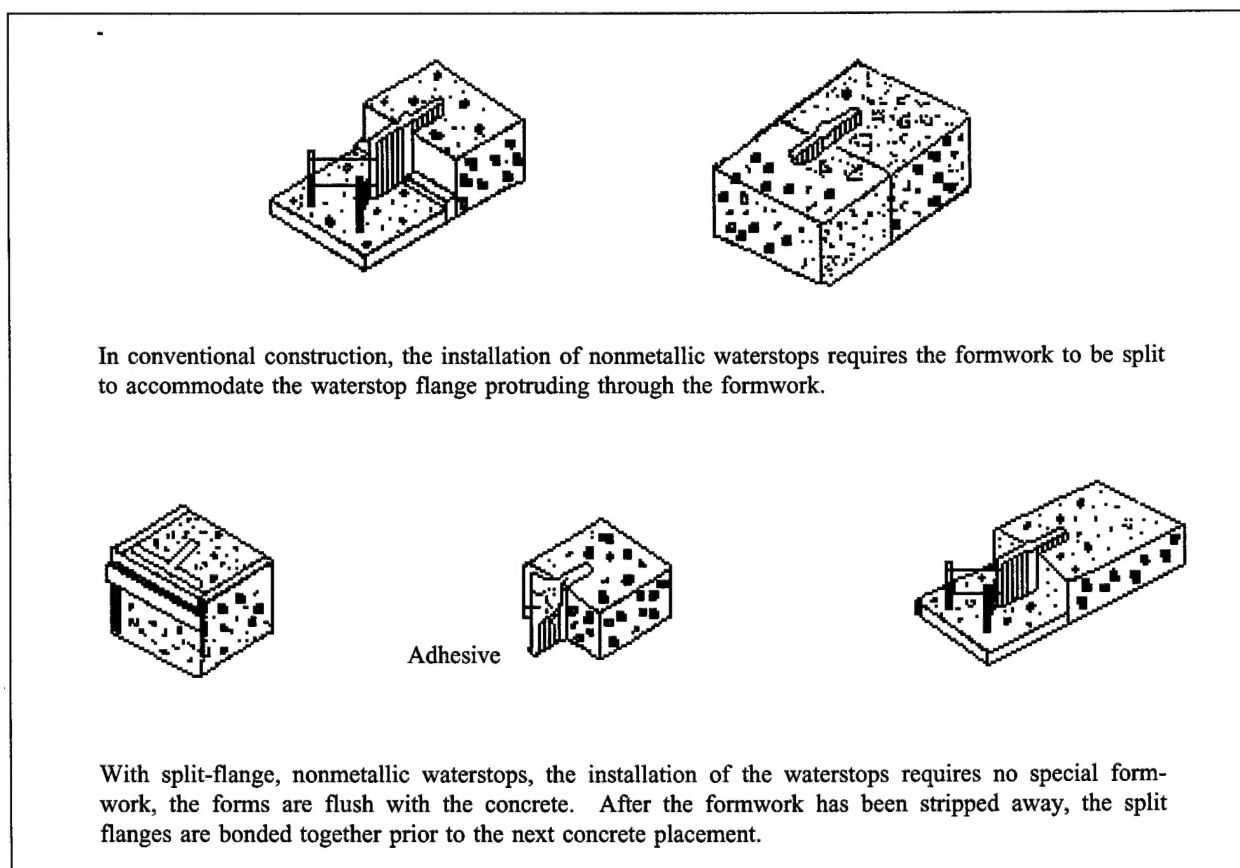 In conventional construction, the installation of nonmetallic waterstops requires the formwork to be split
to accommodate the waterstop flange protruding through the formwork.
Adhesive
With split-flange, nonmetallic waterstops, the installation of the waterstops requires no special form-
work, the forms are flush with the concrete. After the formwork has been stripped away, the split
flanges are bonded together prior to the next concrete placement.